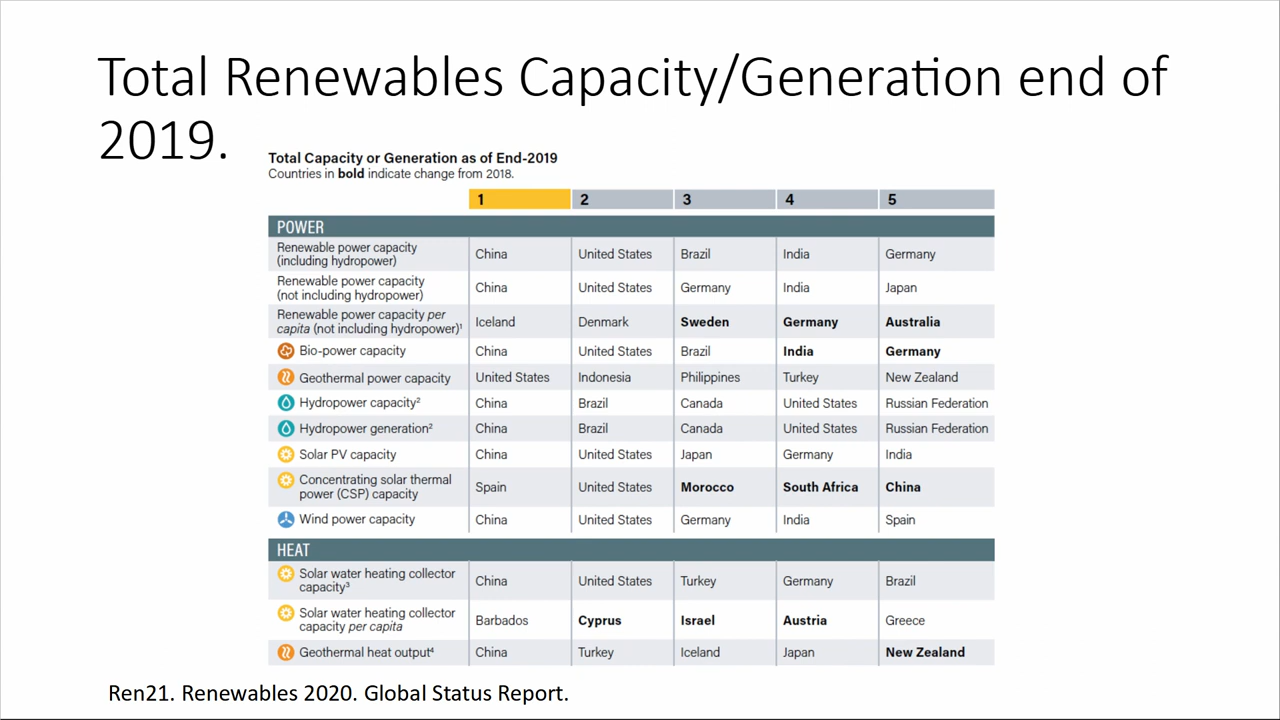 Total Renewables Capacity/Generation end of
2019.
Total Capacity or Generation as of End-2019
Countries in bold indicate change from 2018.
1 2 3 4 5
POWER
Renewable power capacity
(including hydropower) China United States Brazil India Germany
Renewable power capacity
(not including hydropower) China United States Germany India Japan
Renewable power capacity per
capita (not including hydropower)¹ Iceland Denmark Sweden Germany Australia
Bio-power capacity China United States Brazil India Germany
Geothermal power capacity United States Indonesia Philippines Turkey New Zealand
Hydropower capacity² China Brazil Canada United States Russian Federation
Hydropower generation² China Brazil Canada United States Russian Federation
Solar PV capacity China United States Japan Germany India
Concentrating solar thermal
power (CSP) capacity Spain United States Morocco South Africa China
Wind power capacity China United States Germany India Spain
HEAT
Solar water heating collector
capacity³ China United States Turkey Germany Brazil
Solar water heating collector
capacity per capita Barbados Cyprus Israel Austria Greece
Geothermal heat output⁴ China Turkey Iceland Japan New Zealand
Ren21. Renewables 2020. Global Status Report.